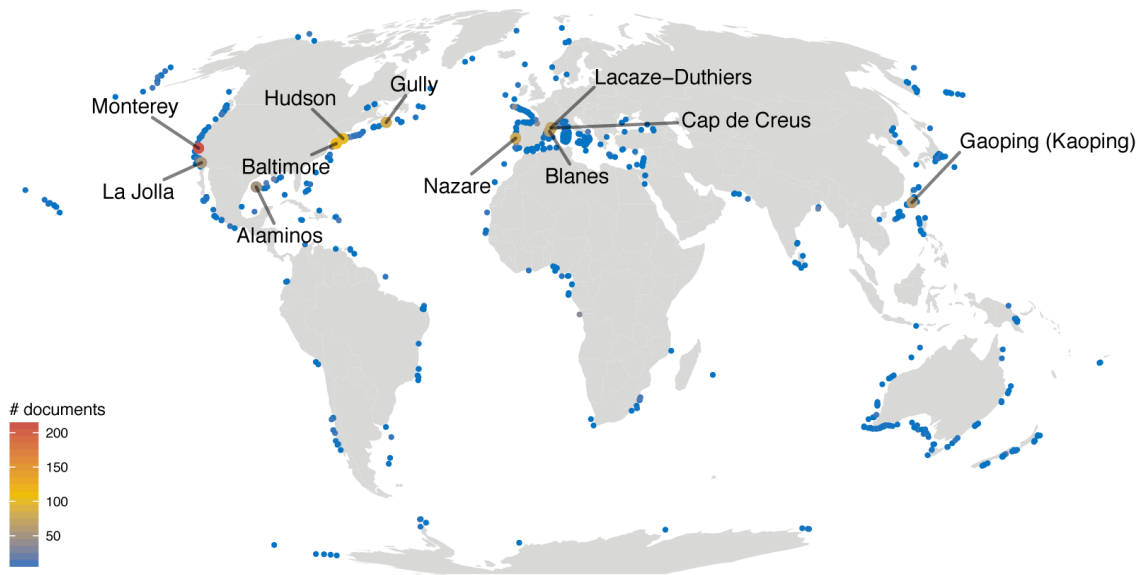 Lacaze−Duthiers
Gully
Hudson
Monterey
Cap de Creus
Gaoping (Kaoping)
Baltimore
Blanes
Nazare
La Jolla
Alaminos
# documents
200
150
100
50